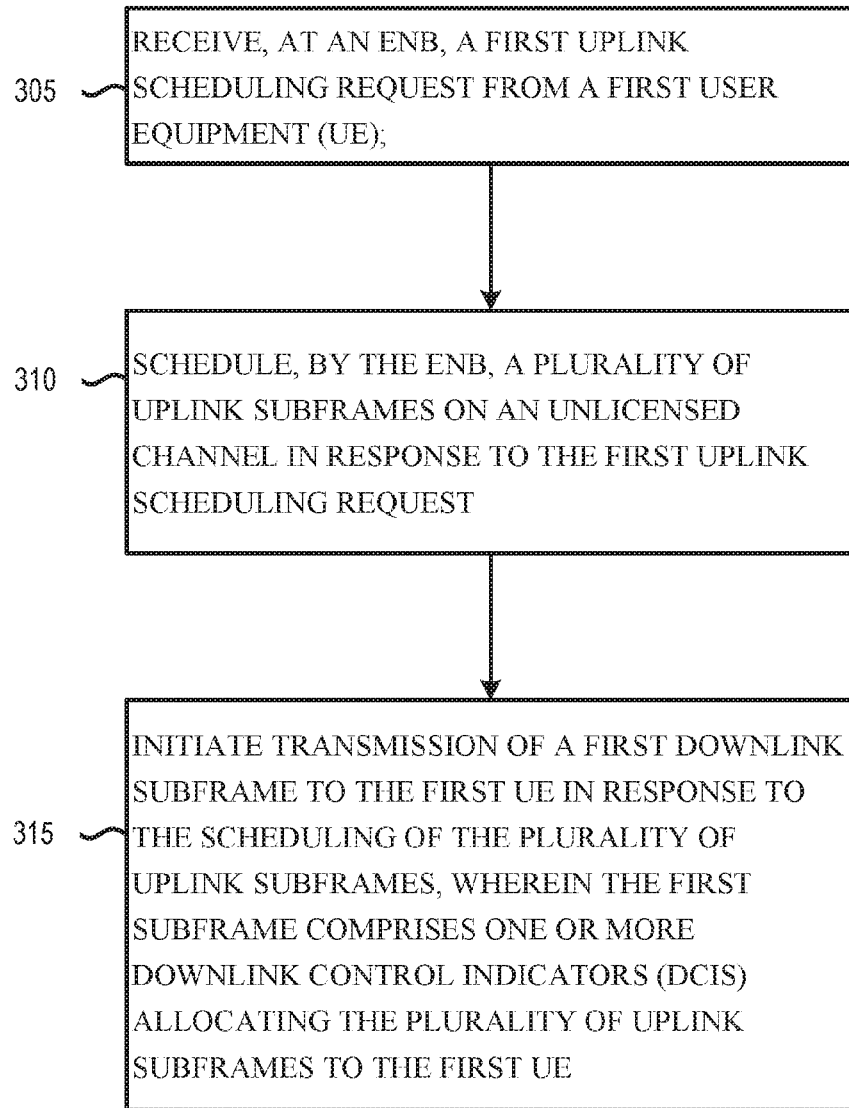 305
RECEIVE, AT AN ENB, A FIRST UPLINK
SCHEDULING REQUEST FROM A FIRST USER
EQUIPMENT (UE);
310
SCHEDULE, BY THE ENB, A PLURALITY OF
UPLINK SUBFRAMES ON AN UNLICENSED
CHANNEL IN RESPONSE TO THE FIRST UPLINK
SCHEDULING REQUEST
315
INITIATE TRANSMISSION OF A FIRST DOWNLINK
SUBFRAME TO THE FIRST UE IN RESPONSE TO
THE SCHEDULING OF THE PLURALITY OF
UPLINK SUBFRAMES, WHEREIN THE FIRST
SUBFRAME COMPRISES ONE OR MORE
DOWNLINK CONTROL INDICATORS (DCIS)
ALLOCATING THE PLURALITY OF UPLINK
SUBFRAMES TO THE FIRST UE